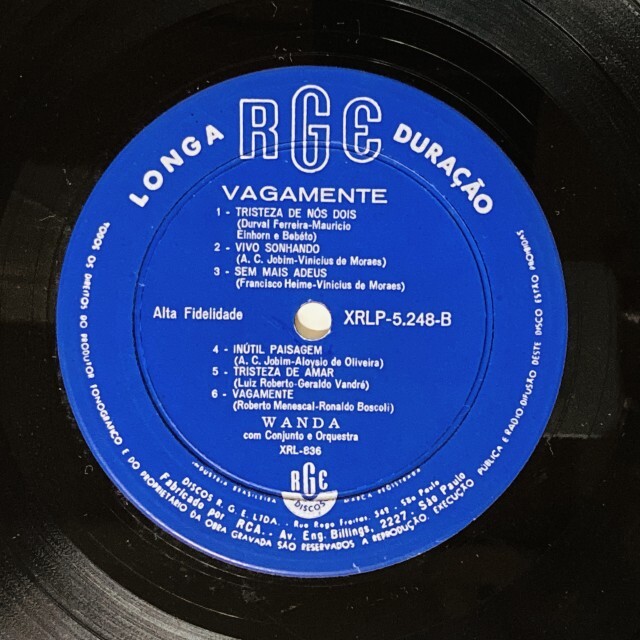 LONGA RGE DURAÇÃO
VAGAMENTE
1 - TRISTEZA DE NÓS DOIS
(Durval Ferreira-Mauricio
Einhorn e Bebéto)
2 - VIVO SONHANDO
(A. C. Jobim-Vinicius de Moraes)
3 - SEM MAIS ADEUS
(Francisco Heime-Vinicius de Moraes)
Alta Fidelidade
XRLP-5.248-B
4 - INÚTIL PAISAGEM
(A. C. Jobim-Aloysio de Oliveira)
5 - TRISTEZA DE AMAR
(Luiz Roberto-Geraldo Vandré)
6 - VAGAMENTE
(Roberto Menescal-Ronaldo Boscoli)
WANDA
com Conjunto e Orquestra
XRL-836
RGE
DISCOS
INDÚSTRIA BRASILEIRA
DISCOS R. G. E. LTDA. . Rua Rego Freitas 549 . São Paulo
Fabricado por RCA . Av. Eng. Billings, 2227. São Paulo
TODOS OS DIREITOS DO PRODUTOR FONOGRÁFICO E DO PROPRIETÁRIO DA OBRA GRAVADA SÃO RESERVADOS A REPRODUÇÃO. EXECUÇÃO PÚBLICA E RÁDIO-DIFUSÃO DESTE DISCO ESTÃO PROIBIDAS